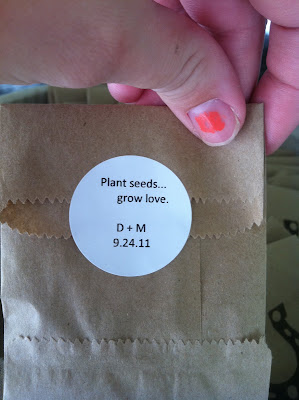 Plant seeds...
grow love.
D + M
9.24.11